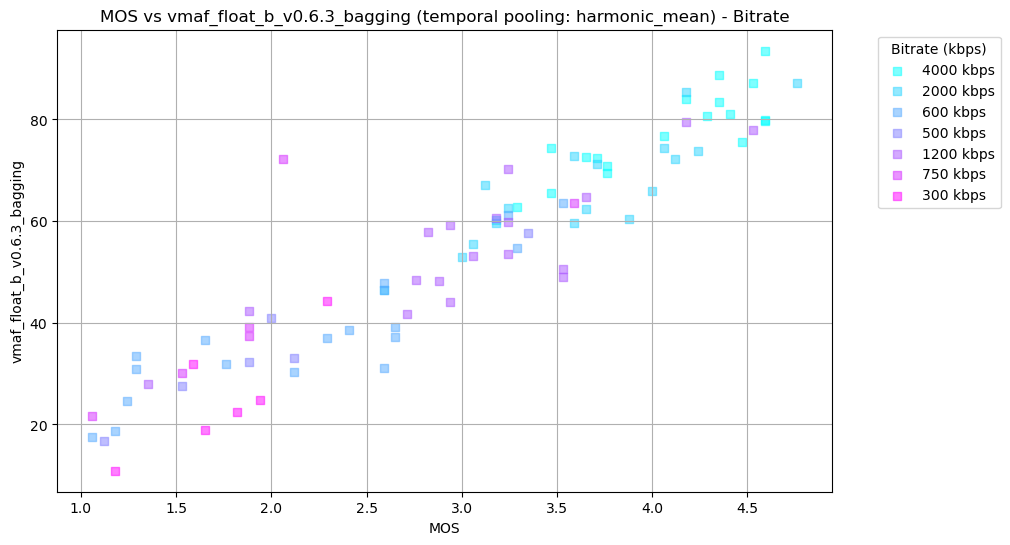 MOS vs vmaf_float_b_v0.6.3_bagging (temporal pooling: harmonic_mean) - Bitrate
vmaf_float_b_v0.6.3_bagging
80
60
40
20
1.0 1.5 2.0 2.5 3.0 3.5 4.0 4.5
MOS
Bitrate (kbps)
4000 kbps
2000 kbps
600 kbps
500 kbps
1200 kbps
750 kbps
300 kbps